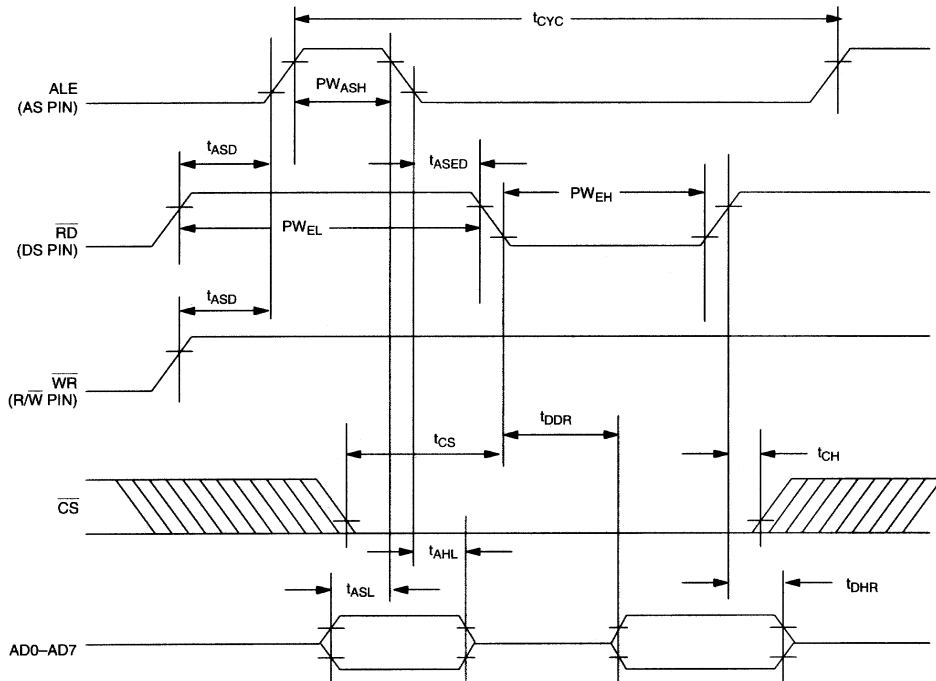 tCYC
ALE
(AS PIN)
PWASH
tASD
tASED
RD
(DS PIN)
PWEL
PWEH
tASD
WR
(R/W PIN)
tDDR
tCS
tCH
CS
tAHL
tASL
tDHR
AD0–AD7